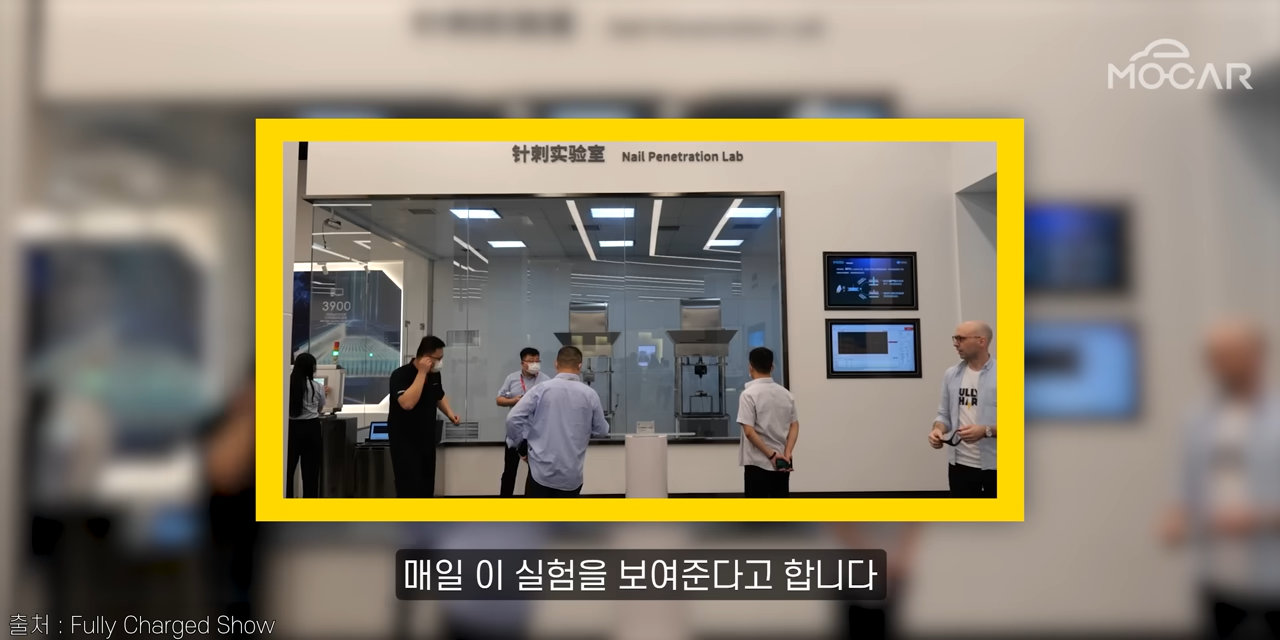 MOCAR
针刺实验室 Nail Penetration Lab
3900
매일 이 실험을 보여준다고 합니다
출처 : Fully Charged Show